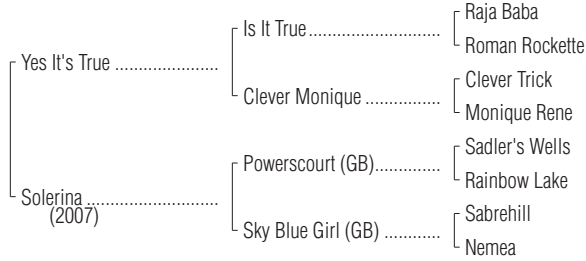 Raja Baba
Is It True
Roman Rockette
Yes It's True
Clever Trick
Clever Monique
Monique Rene
Sadler's Wells
Powerscourt (GB)
Rainbow Lake
Solerina
(2007)
Sabrehill
Sky Blue Girl (GB)
Nemea